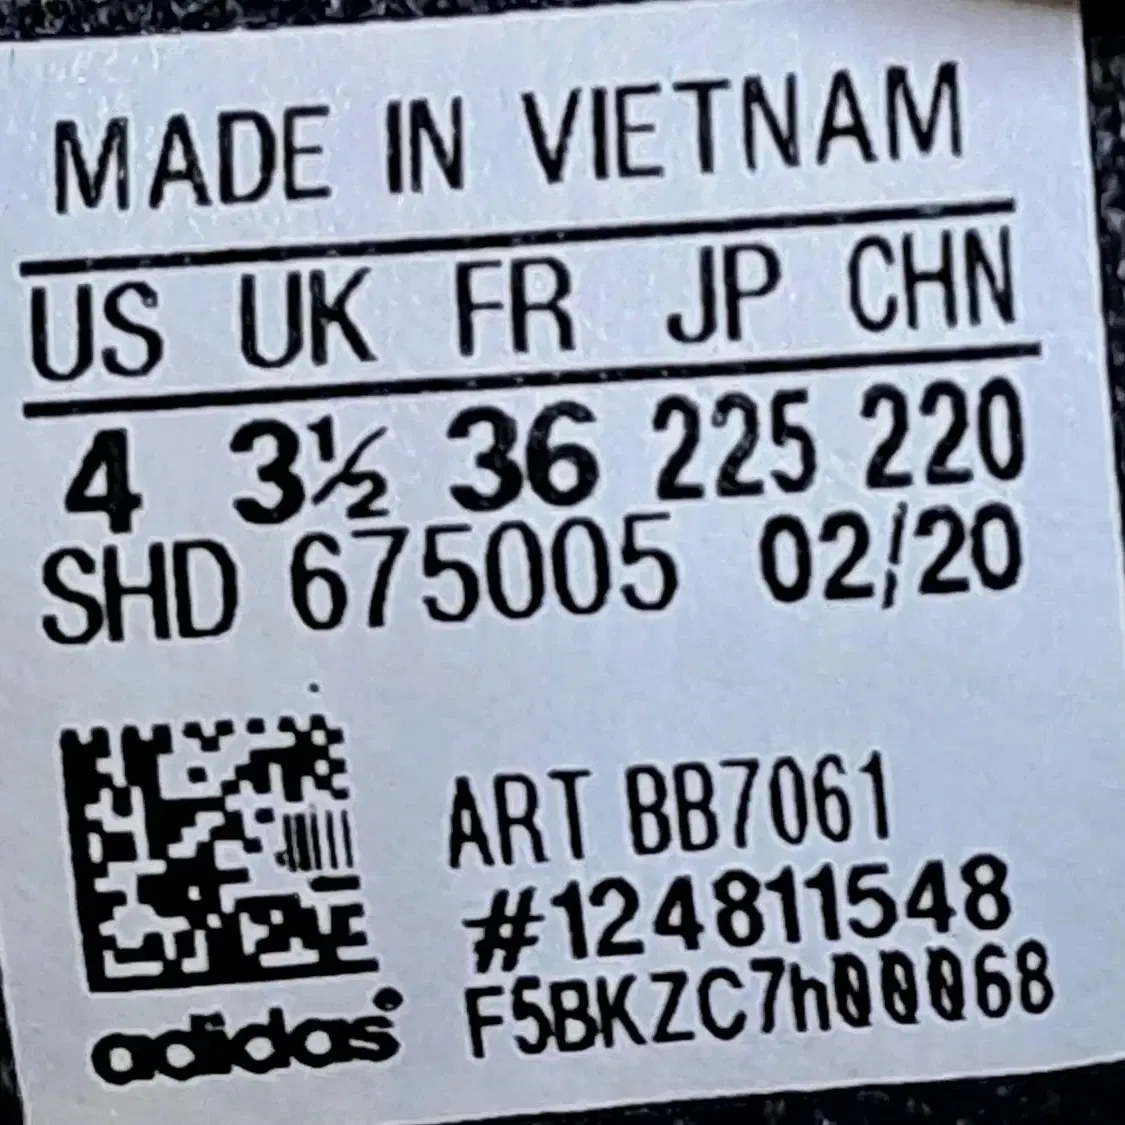 MADE IN VIETNAM
US UK FR JP CHN
4 3½ 36 225 220
SHD 675005 02/20
ART BB7061
#124811548
F5BKZC7h00068
adidas